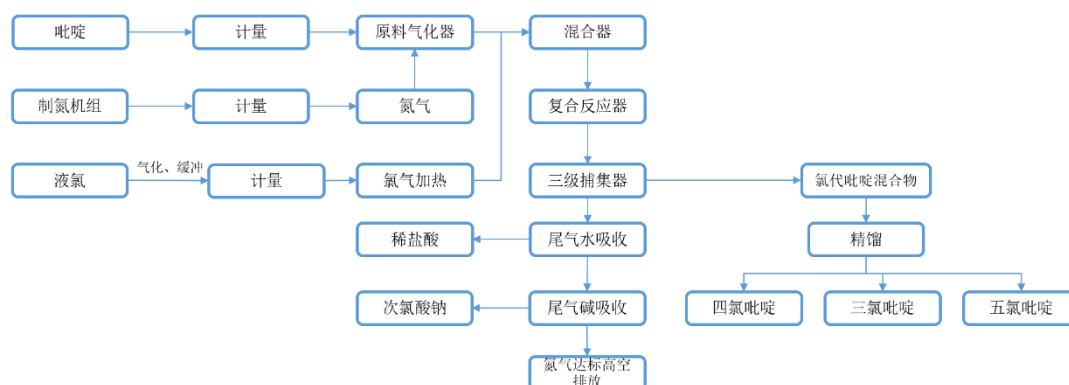 吡啶
计量
原料气化器
混合器
制氮机组
计量
氮气
复合反应器
气化、缓冲
液氯
计量
氯气加热
三级捕集器
氯代吡啶混合物
稀盐酸
尾气水吸收
精馏
次氯酸钠
尾气碱吸收
四氯吡啶
三氯吡啶
五氯吡啶
氮气达标高空
排放